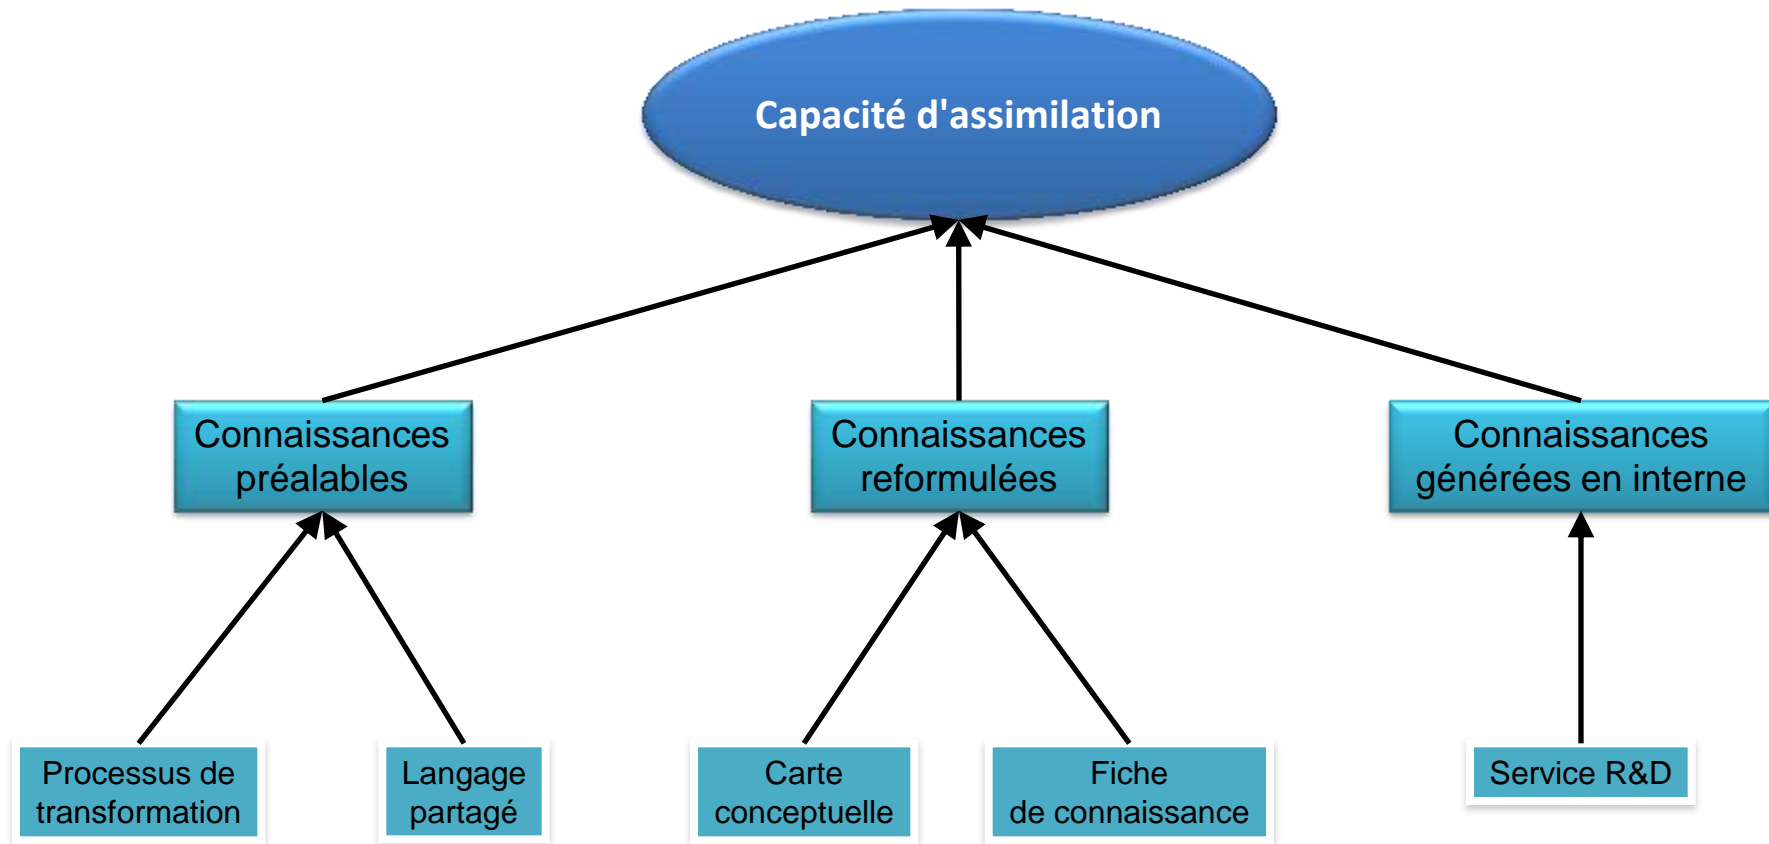 Capacité d'assimilation
Connaissances
préalables
Connaissances
reformulées
Connaissances
générées en interne
Processus de
transformation
Langage
partagé
Carte
conceptuelle
Fiche
de connaissance
Service R&D